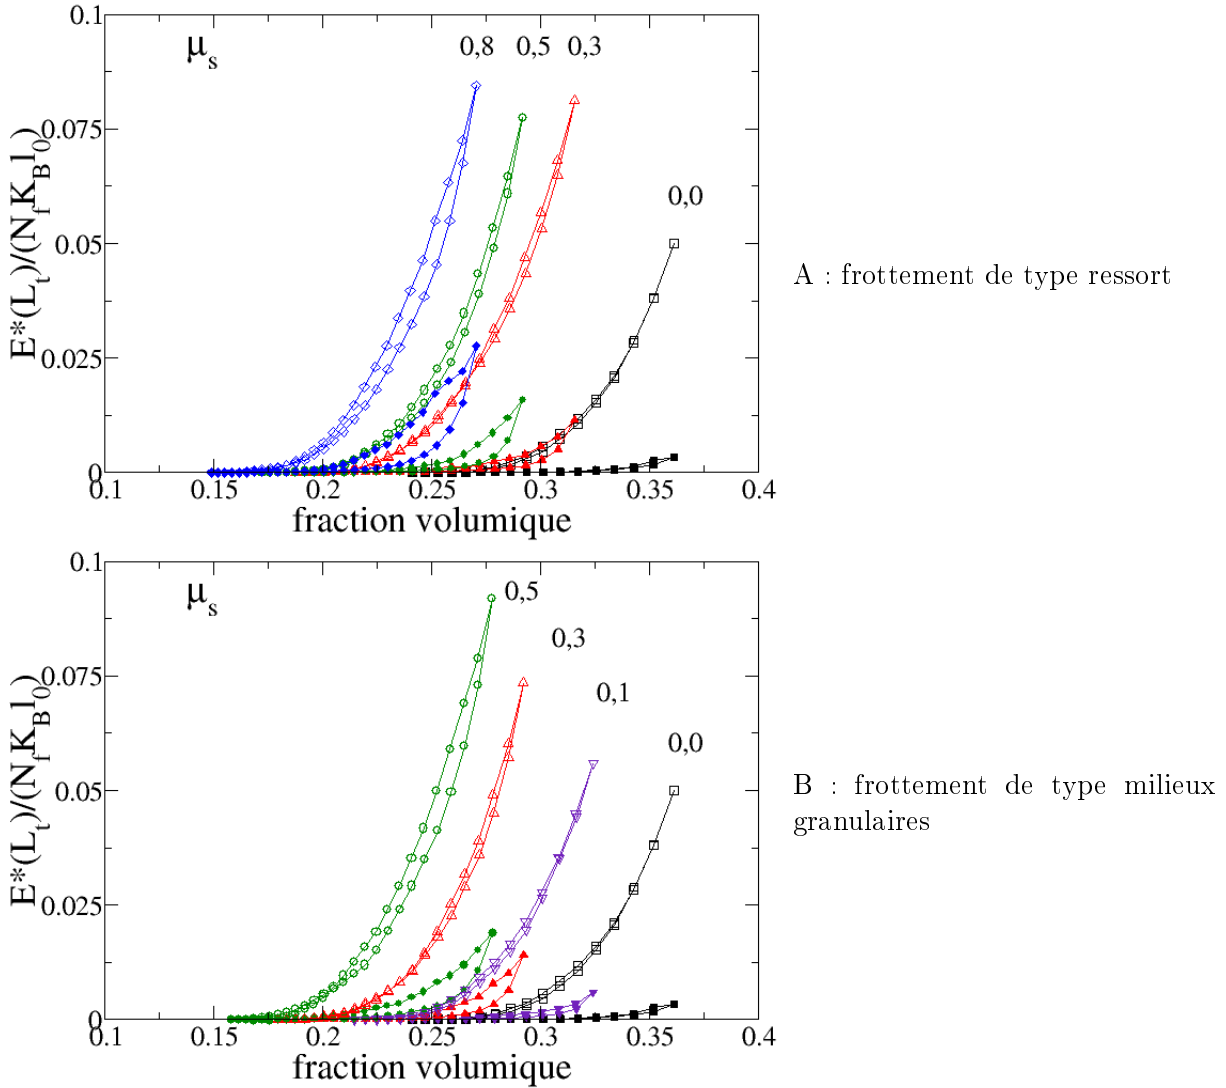 0.1
μs
0,8 0,5 0,3
0.075
0,0
0.05
E*(Lt)/(NfKBl0)
0.025
0
0.1 0.15 0.2 0.25 0.3 0.35 0.4
fraction volumique
A : frottement de type ressort
0.1
μs
0,5
0,3
0.075
0,1
0,0
0.05
E*(Lt)/(NfKBl0)
0.025
0
0.1 0.15 0.2 0.25 0.3 0.35 0.4
fraction volumique
B : frottement de type milieux
granulaires